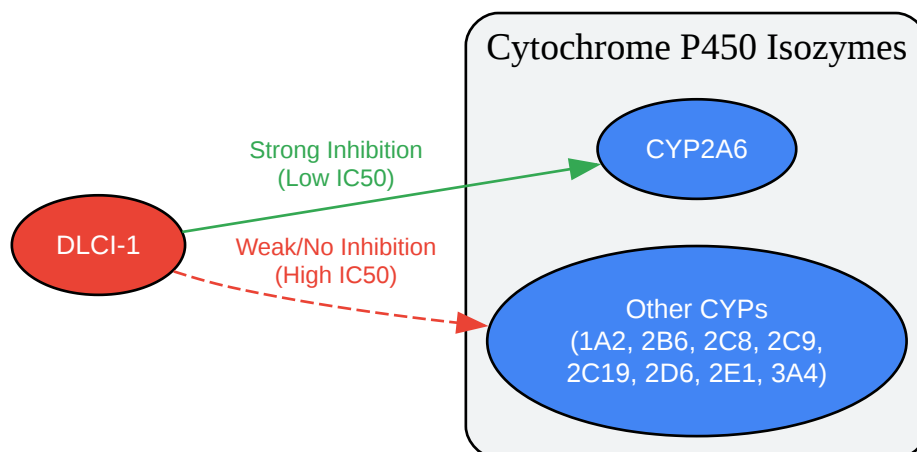 Cytochrome P450 Isozymes
CYP2A6
Strong Inhibition
(Low IC50)
DLCI-1
Weak/No Inhibition
(High IC50)
Other CYPs
(1A2, 2B6, 2C8, 2C9,
2C19, 2D6, 2E1, 3A4)